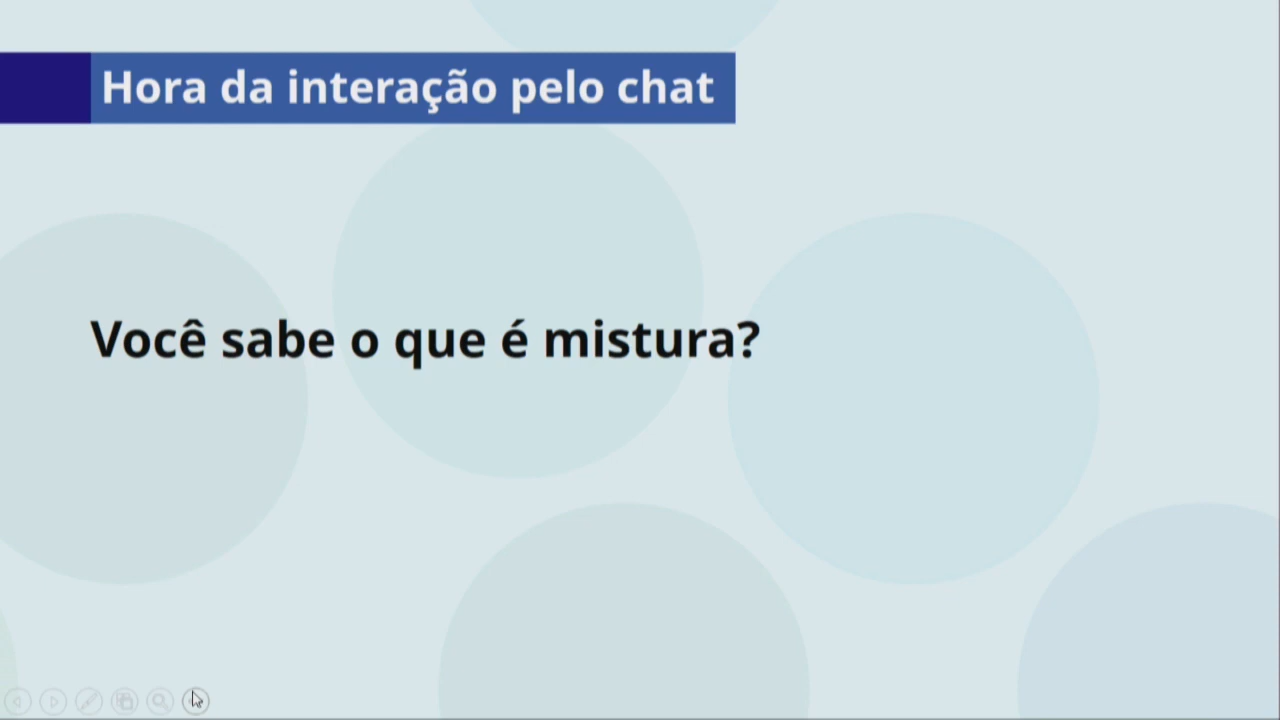 Hora da interação pelo chat
Você sabe o que é mistura?